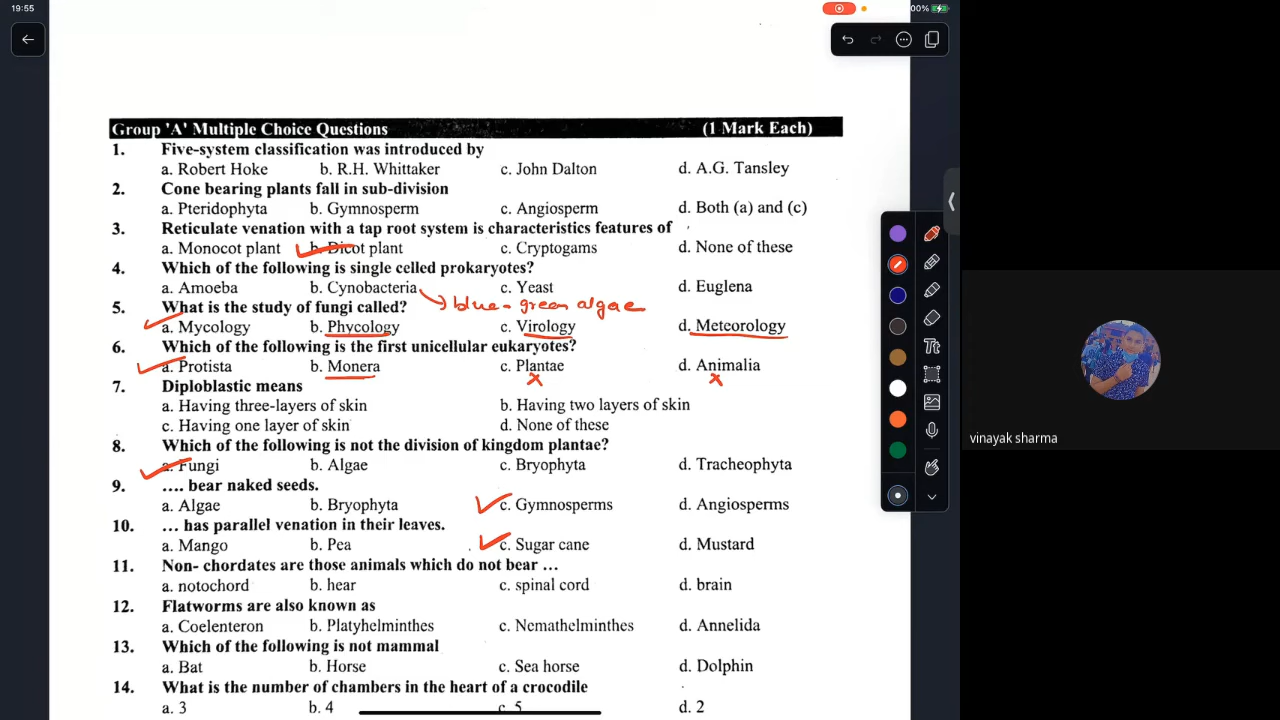 19:55
00%
Group 'A' Multiple Choice Questions (1 Mark Each)
1. Five-system classification was introduced by
a. Robert Hoke b. R.H. Whittaker c. John Dalton d. A.G. Tansley
2. Cone bearing plants fall in sub-division
a. Pteridophyta b. Gymnosperm c. Angiosperm d. Both (a) and (c)
3. Reticulate venation with a tap root system is characteristics features of
a. Monocot plant b. Dicot plant c. Cryptogams d. None of these
4. Which of the following is single celled prokaryotes?
a. Amoeba b. Cynobacteria c. Yeast d. Euglena
blue-green algae
5. What is the study of fungi called?
a. Mycology b. Phycology c. Virology d. Meteorology
6. Which of the following is the first unicellular eukaryotes?
a. Protista b. Monera c. Plantae d. Animalia
7. Diploblastic means
a. Having three-layers of skin b. Having two layers of skin
c. Having one layer of skin d. None of these
8. Which of the following is not the division of kingdom plantae?
a. Fungi b. Algae c. Bryophyta d. Tracheophyta
9. .... bear naked seeds.
a. Algae b. Bryophyta c. Gymnosperms d. Angiosperms
10. ... has parallel venation in their leaves.
a. Mango b. Pea c. Sugar cane d. Mustard
11. Non- chordates are those animals which do not bear ...
a. notochord b. hear c. spinal cord d. brain
12. Flatworms are also known as
a. Coelenteron b. Platyhelminthes c. Nemathelminthes d. Annelida
13. Which of the following is not mammal
a. Bat b. Horse c. Sea horse d. Dolphin
14. What is the number of chambers in the heart of a crocodile
a. 3 b. 4 c. 5 d. 2
Tt
vinayak sharma